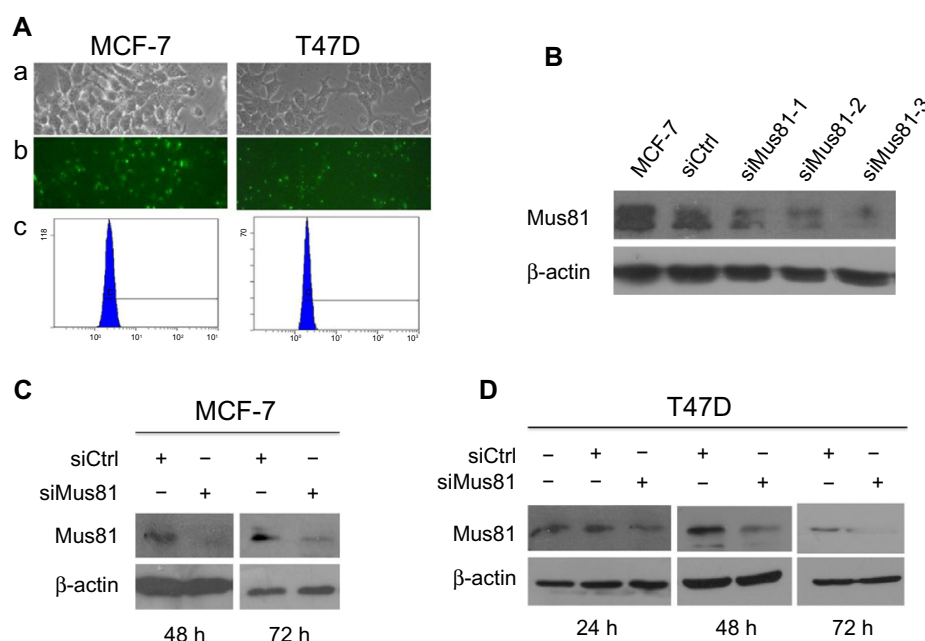 A
MCF-7 T47D
a
b
c
118
70
10⁰ 10¹ 10² 10³
10⁰ 10¹ 10² 10³
B
MCF-7 siCtrl siMus81-1 siMus81-2 siMus81-3
Mus81
β-actin
C
MCF-7
siCtrl + – + –
siMus81 – + – +
Mus81
β-actin
48 h 72 h
D
T47D
siCtrl – + – + – + –
siMus81 – – + – + – +
Mus81
β-actin
24 h 48 h 72 h